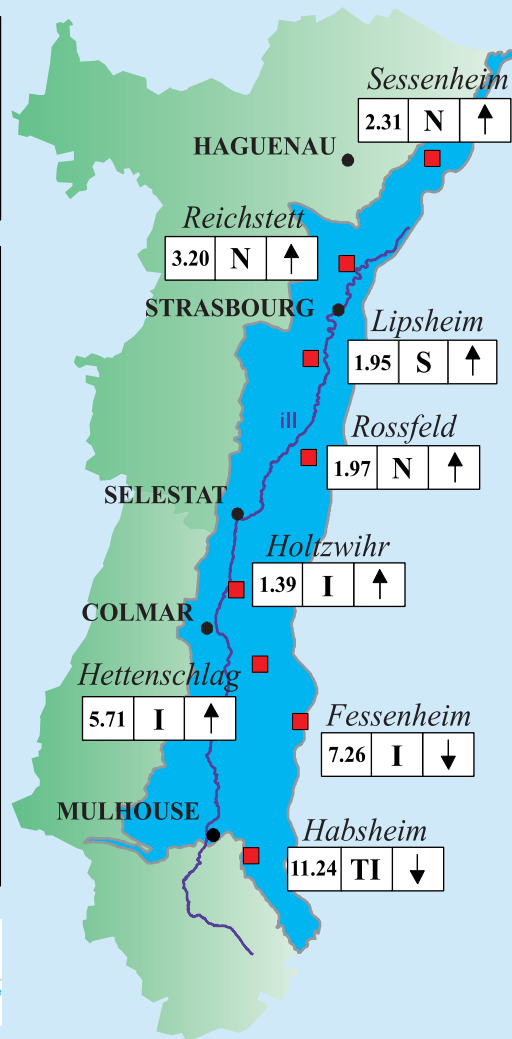 Sessenheim
2.31 N ↑
HAGUENAU
Reichstett
3.20 N ↑
STRASBOURG
Lipsheim
1.95 S ↑
ill
Rossfeld
1.97 N ↑
SELESTAT
Holtzwihr
1.39 I ↑
COLMAR
Hettenschlag
5.71 I ↑
Fessenheim
7.26 I ↓
MULHOUSE
Habsheim
11.24 TI ↓